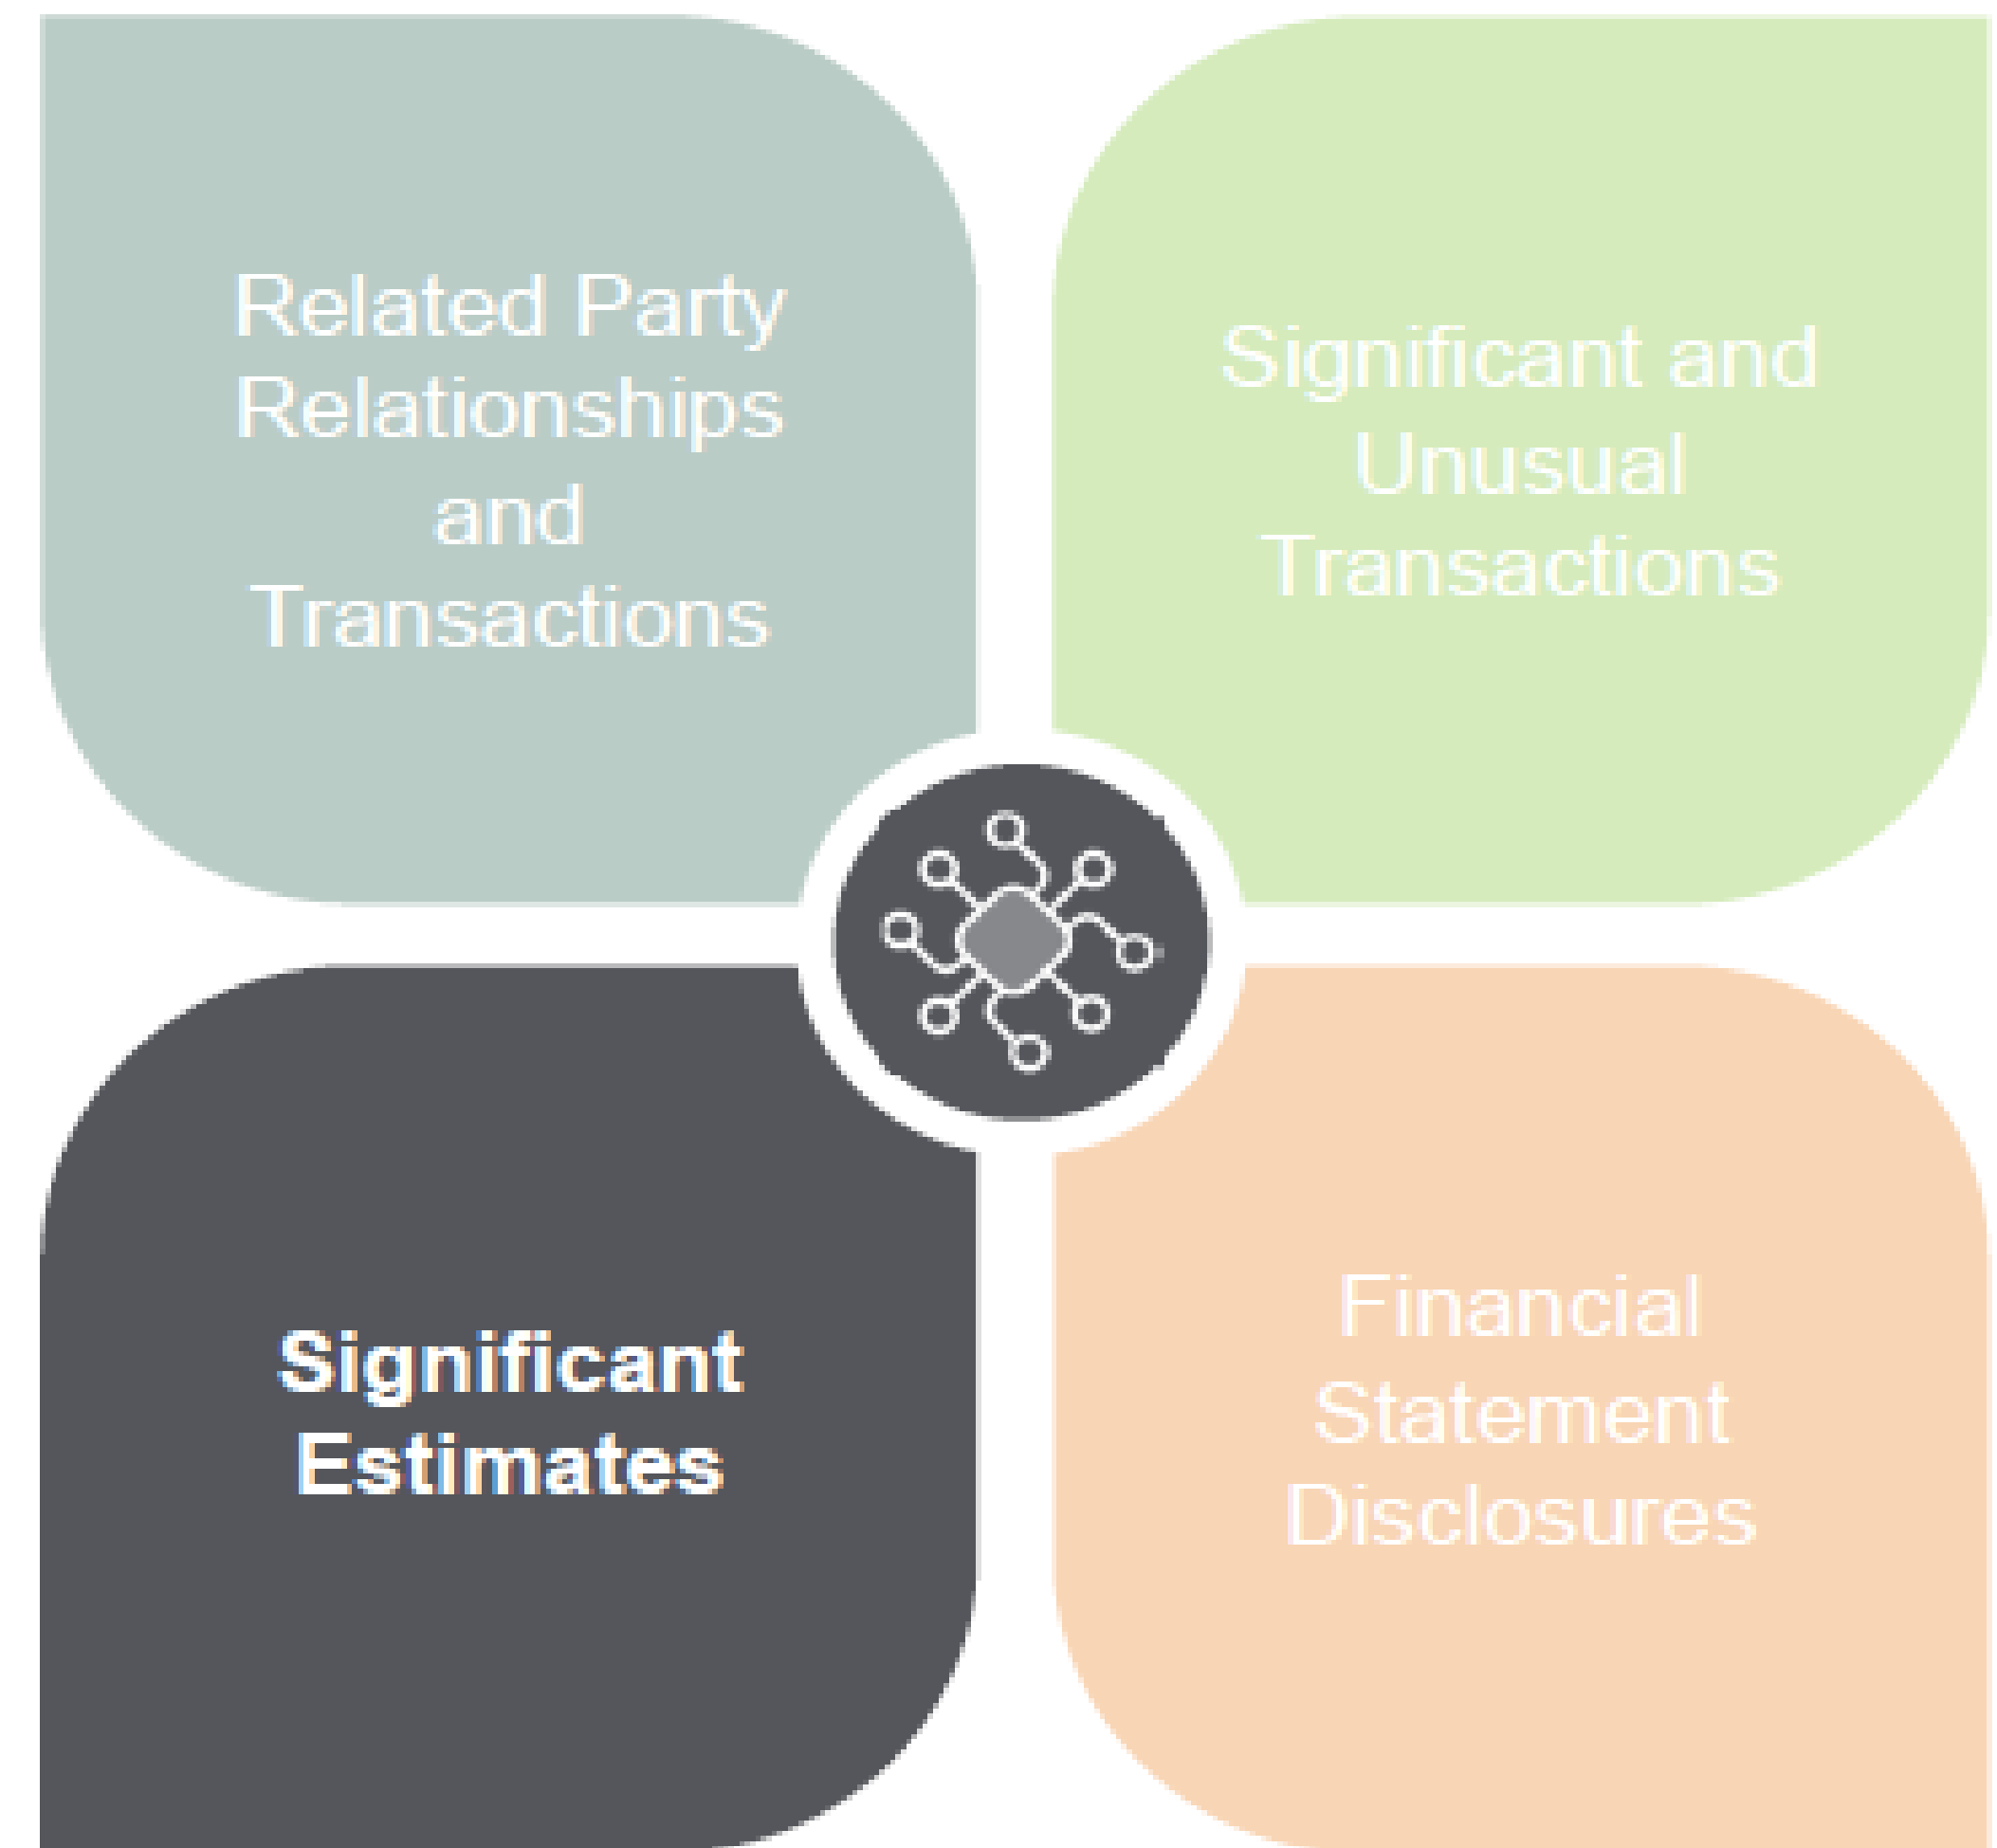 Related Party
Relationships
and
Transactions
Significant and
Unusual
Transactions
Significant
Estimates
Financial
Statement
Disclosures